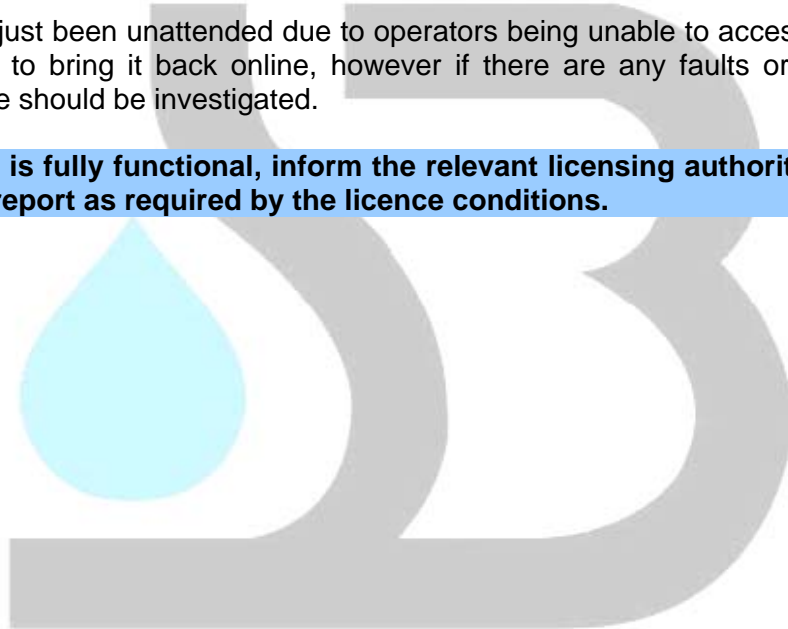 just been unattended due to operators being unable to acces
to bring it back online, however if there are any faults or
e should be investigated.
is fully functional, inform the relevant licensing authorit
report as required by the licence conditions.